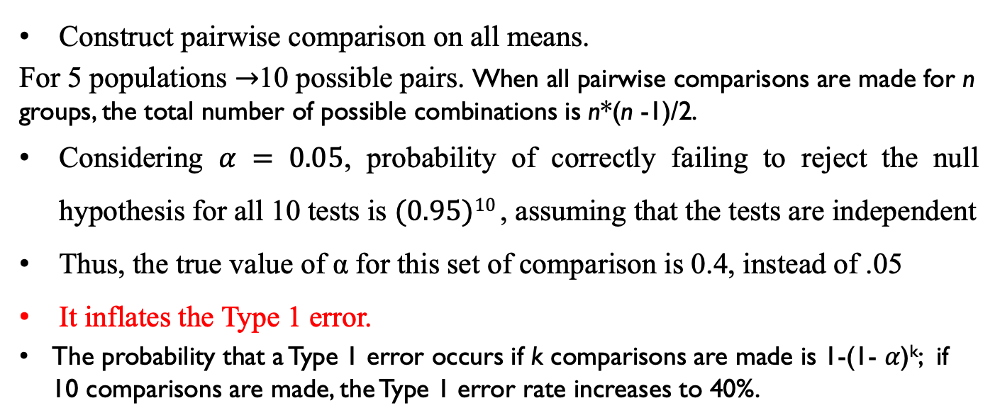 • Construct pairwise comparison on all means.
For 5 populations →10 possible pairs. When all pairwise comparisons are made for n
groups, the total number of possible combinations is n*(n -1)/2.
• Considering α = 0.05, probability of correctly failing to reject the null
hypothesis for all 10 tests is (0.95)¹⁰, assuming that the tests are independent
• Thus, the true value of α for this set of comparison is 0.4, instead of .05
• It inflates the Type 1 error.
• The probability that a Type 1 error occurs if k comparisons are made is 1-(1- α)ᵏ; if
10 comparisons are made, the Type 1 error rate increases to 40%.